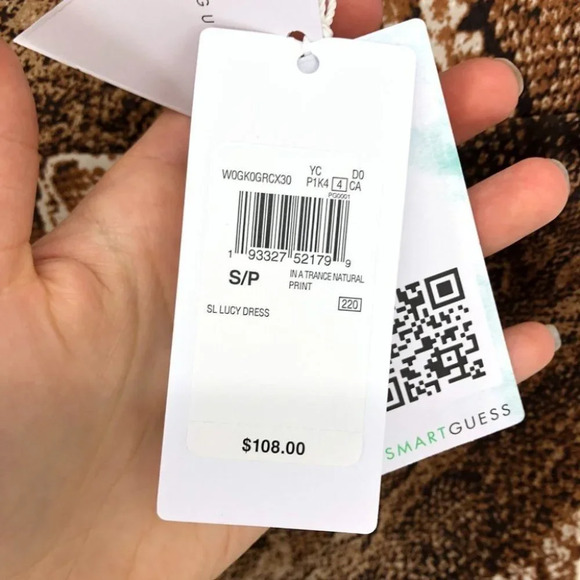 GU
W0GK0GRCX30 YC D0
P1K4 4 CA
PG0001
1 93327 52179 9
S/P IN A TRANCE NATURAL
PRINT
220
SL LUCY DRESS
$108.00
SMARTGUESS